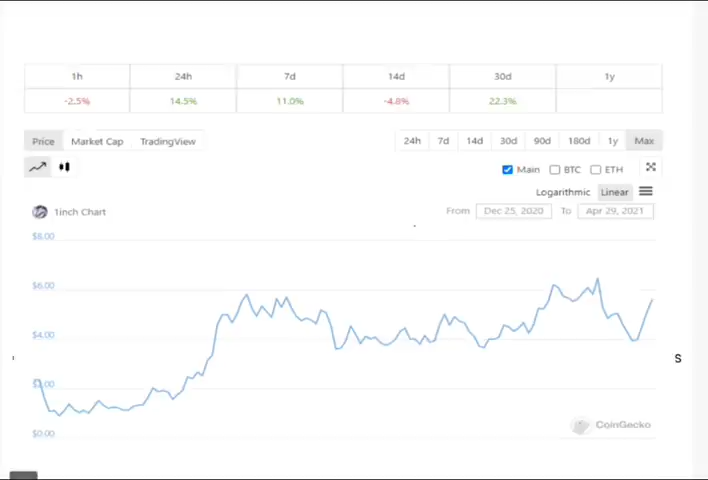 1h 24h 7d 14d 30d 1y
-2.5% 14.5% 11.0% -4.8% 22.3%
Price Market Cap TradingView 24h 7d 14d 30d 90d 180d 1y Max
Main BTC ETH
Logarithmic Linear
1inch Chart From Dec 25, 2020 To Apr 29, 2021
$8.00
$6.00
$4.00
S
$2.00
CoinGecko
$0.00